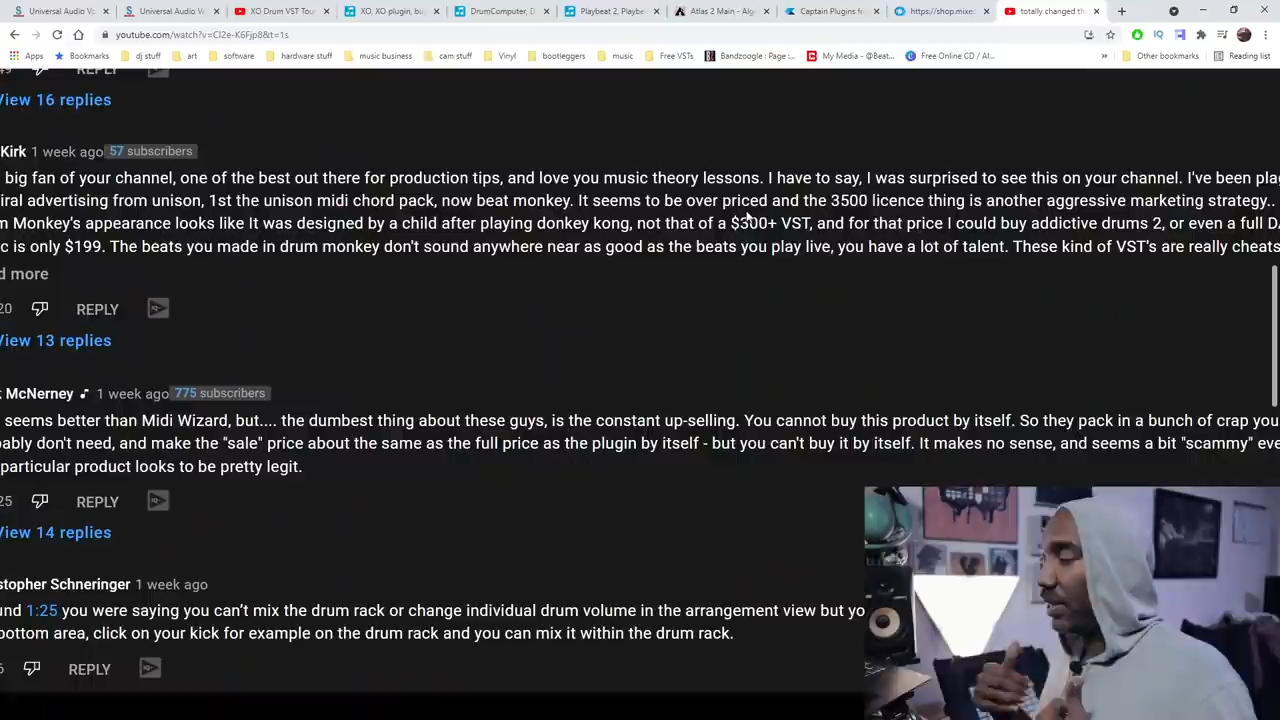 Universal Audio Vo
Universal Audio Ve
XO Drum VST Tour
XO, XO plugin, bu
DrumComputer, D
Playbeat 2, Playbe
Atlas 2 Main - Algo
Captain Plugins fo
https://shop.mixe
totally changed th
youtube.com/watch?v=Cl2e-K6Fjp8&t=1s
Apps
Bookmarks
dj stuff
art
software
hardware stuff
music business
cam stuff
Vinyl
bootleggers
music
Free VSTs
Bandzoogle : Page :...
My Media - @Beat...
Free Online CD / Al...
»
Other bookmarks
Reading list
REPLY
View 16 replies
Kirk 1 week ago 57 subscribers
big fan of your channel, one of the best out there for production tips, and love you music theory lessons. I have to say, I was surprised to see this on your channel. I've been plag
iral advertising from unison, 1st the unison midi chord pack, now beat monkey. It seems to be over priced and the 3500 licence thing is another aggressive marketing strategy..
m Monkey's appearance looks like It was designed by a child after playing donkey kong, not that of a $300+ VST, and for that price I could buy addictive drums 2, or even a full DA
c is only $199. The beats you made in drum monkey don't sound anywhere near as good as the beats you play live, you have a lot of talent. These kind of VST's are really cheats
d more
20 REPLY
View 13 replies
k McNerney 1 week ago 775 subscribers
seems better than Midi Wizard, but.... the dumbest thing about these guys, is the constant up-selling. You cannot buy this product by itself. So they pack in a bunch of crap you
bably don't need, and make the "sale" price about the same as the full price as the plugin by itself - but you can't buy it by itself. It makes no sense, and seems a bit "scammy" eve
particular product looks to be pretty legit.
25 REPLY
View 14 replies
stopher Schneringer 1 week ago
und 1:25 you were saying you can't mix the drum rack or change individual drum volume in the arrangement view but yo
bottom area, click on your kick for example on the drum rack and you can mix it within the drum rack.
6 REPLY